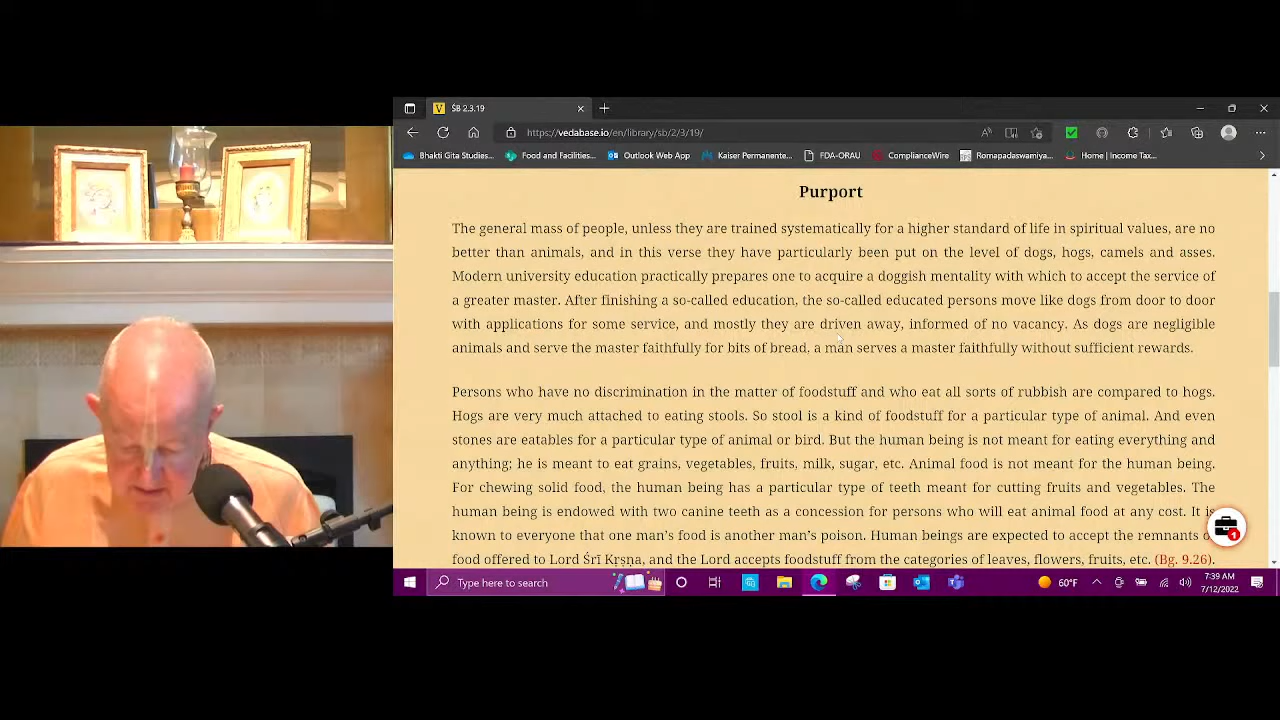 ŚB 2.3.19
https://vedabase.io/en/library/sb/2/3/19/
Bhakti Gita Studies... Food and Facilities... Outlook Web App Kaiser Permanente... FDA-ORAU ComplianceWire Romapadaswamiya... Home | Income Tax...
Purport
The general mass of people, unless they are trained systematically for a higher standard of life in spiritual values, are no
better than animals, and in this verse they have particularly been put on the level of dogs, hogs, camels and asses.
Modern university education practically prepares one to acquire a doggish mentality with which to accept the service of
a greater master. After finishing a so-called education, the so-called educated persons move like dogs from door to door
with applications for some service, and mostly they are driven away, informed of no vacancy. As dogs are negligible
animals and serve the master faithfully for bits of bread, a man serves a master faithfully without sufficient rewards.
Persons who have no discrimination in the matter of foodstuff and who eat all sorts of rubbish are compared to hogs.
Hogs are very much attached to eating stools. So stool is a kind of foodstuff for a particular type of animal. And even
stones are eatables for a particular type of animal or bird. But the human being is not meant for eating everything and
anything; he is meant to eat grains, vegetables, fruits, milk, sugar, etc. Animal food is not meant for the human being.
For chewing solid food, the human being has a particular type of teeth meant for cutting fruits and vegetables. The
human being is endowed with two canine teeth as a concession for persons who will eat animal food at any cost. It is
known to everyone that one man's food is another man's poison. Human beings are expected to accept the remnants
food offered to Lord Śrī Kṛṣṇa, and the Lord accepts foodstuff from the categories of leaves, flowers, fruits, etc. (Bg. 9.26).
1
Type here to search
60°F
7:39 AM
7/12/2022